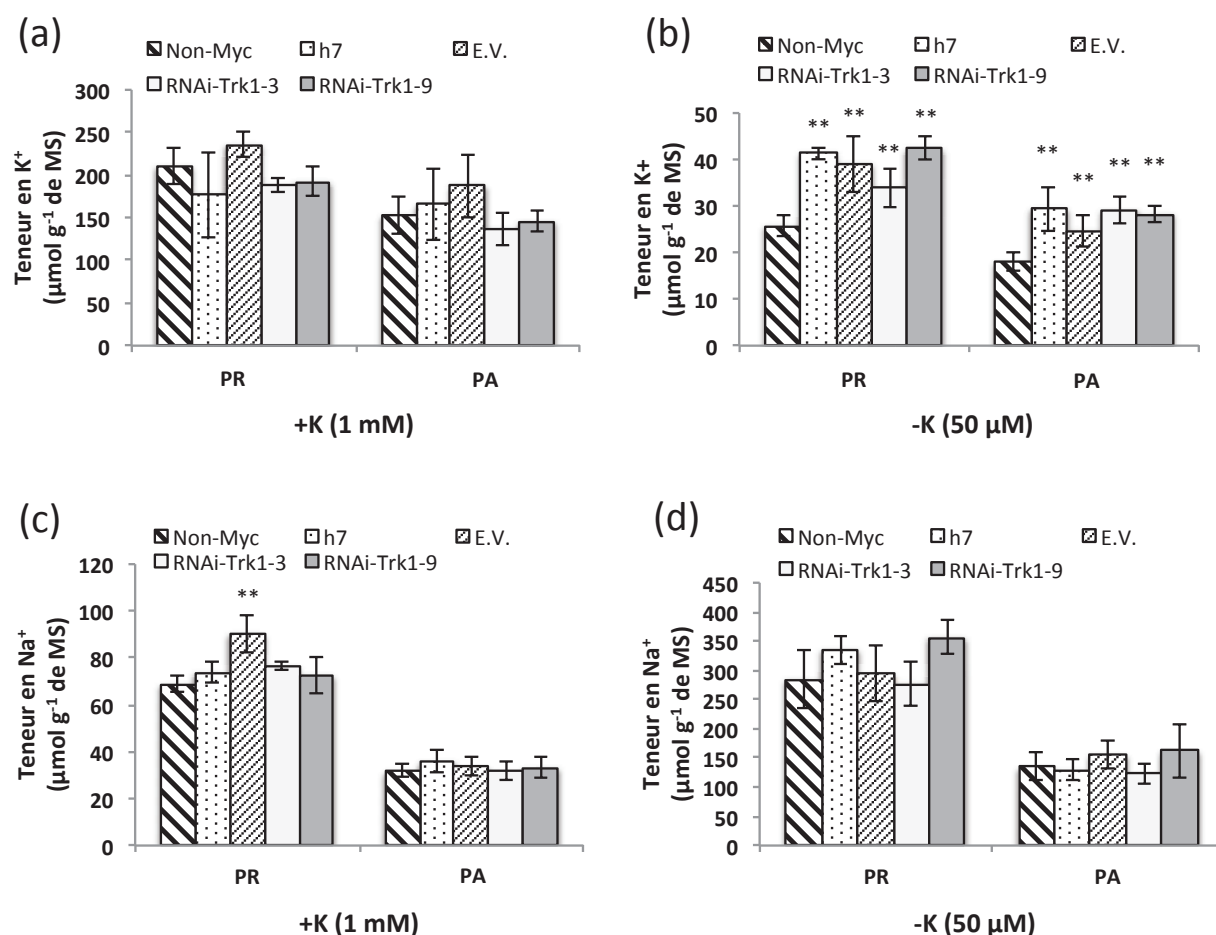 (a)
Non-Myc h7 E.V.
RNAi-Trk1-3 RNAi-Trk1-9
Teneur en K⁺
(µmol g⁻¹ de MS)
300
250
200
150
100
50
0
PR PA
+K (1 mM)
(b)
Non-Myc h7 E.V.
RNAi-Trk1-3 RNAi-Trk1-9
Teneur en K+
(µmol g⁻¹ de MS)
50
40
30
20
10
0
** ** ** **
** ** ** **
PR PA
-K (50 µM)
(c)
Non-Myc h7 E.V.
RNAi-Trk1-3 RNAi-Trk1-9
Teneur en Na⁺
(µmol g⁻¹ de MS)
120
100
80
60
40
20
0
**
PR PA
+K (1 mM)
(d)
Non-Myc h7 E.V.
RNAi-Trk1-3 RNAi-Trk1-9
Teneur en Na⁺
(µmol g⁻¹ de MS)
450
400
350
300
250
200
150
100
50
0
PR PA
-K (50 µM)